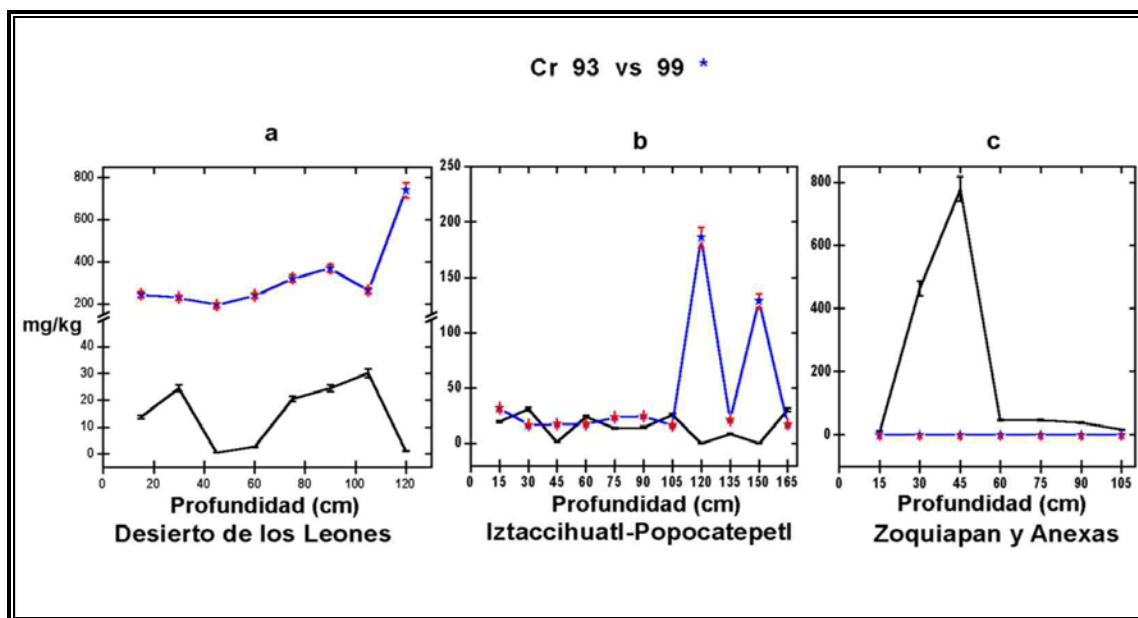 Cr 93 vs 99 *
a
b
c
mg/kg
800
600
400
200
40
30
20
10
0
0 20 40 60 80 100 120
Profundidad (cm)
Desierto de los Leones
250
200
150
100
50
0
0 15 30 45 60 75 90 105 120 135 150 165
Profundidad (cm)
Iztaccihuatl-Popocatepetl
800
600
400
200
0
0 15 30 45 60 75 90 105
Profundidad (cm)
Zoquiapan y Anexas